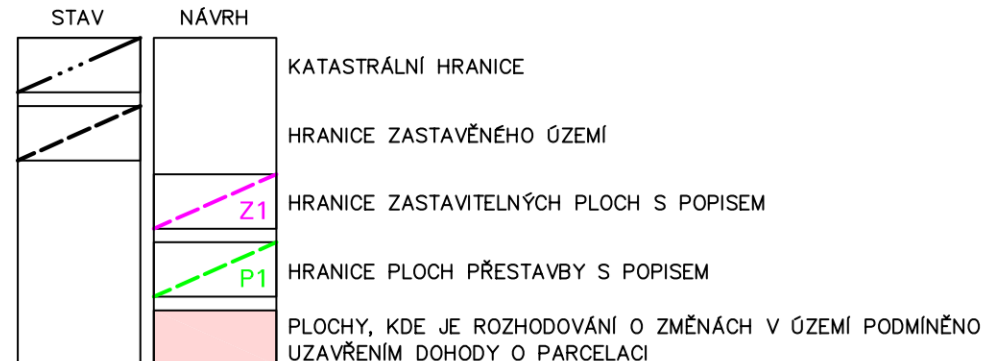 STAV NÁVRH
KATASTRÁLNÍ HRANICE
HRANICE ZASTAVĚNÉHO ÚZEMÍ
Z1 HRANICE ZASTAVITELNÝCH PLOCH S POPISEM
P1 HRANICE PLOCH PŘESTAVBY S POPISEM
PLOCHY, KDE JE ROZHODOVÁNÍ O ZMĚNÁCH V ÚZEMÍ PODMÍNĚNO
UZAVŘENÍM DOHODY O PARCELACI